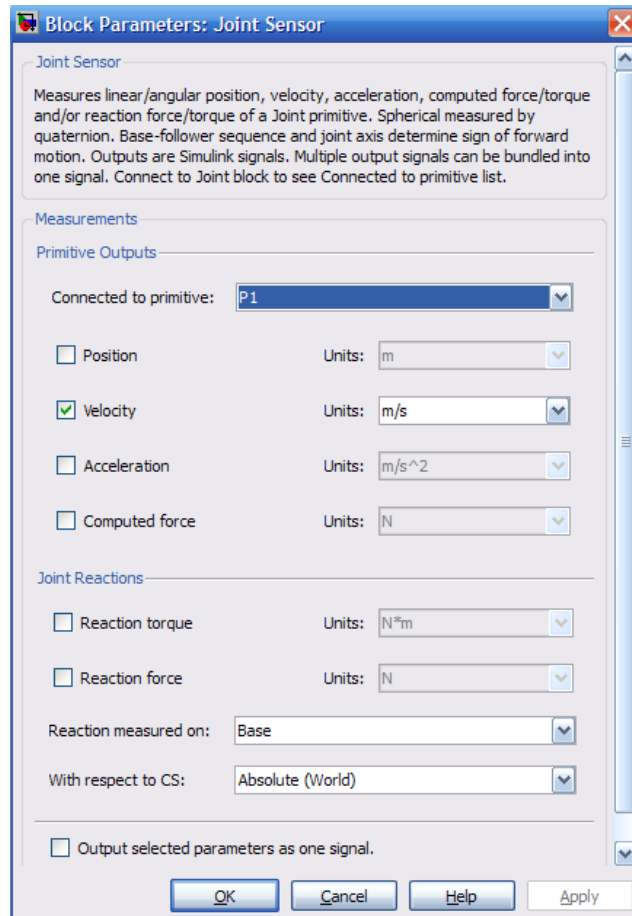 Block Parameters: Joint Sensor
Joint Sensor
Measures linear/angular position, velocity, acceleration, computed force/torque
and/or reaction force/torque of a Joint primitive. Spherical measured by
quaternion. Base-follower sequence and joint axis determine sign of forward
motion. Outputs are Simulink signals. Multiple output signals can be bundled into
one signal. Connect to Joint block to see Connected to primitive list.
Measurements
Primitive Outputs
Connected to primitive: P1
Position Units: m
Velocity Units: m/s
Acceleration Units: m/s^2
Computed force Units: N
Joint Reactions
Reaction torque Units: N*m
Reaction force Units: N
Reaction measured on: Base
With respect to CS: Absolute (World)
Output selected parameters as one signal.
OK Cancel Help Apply